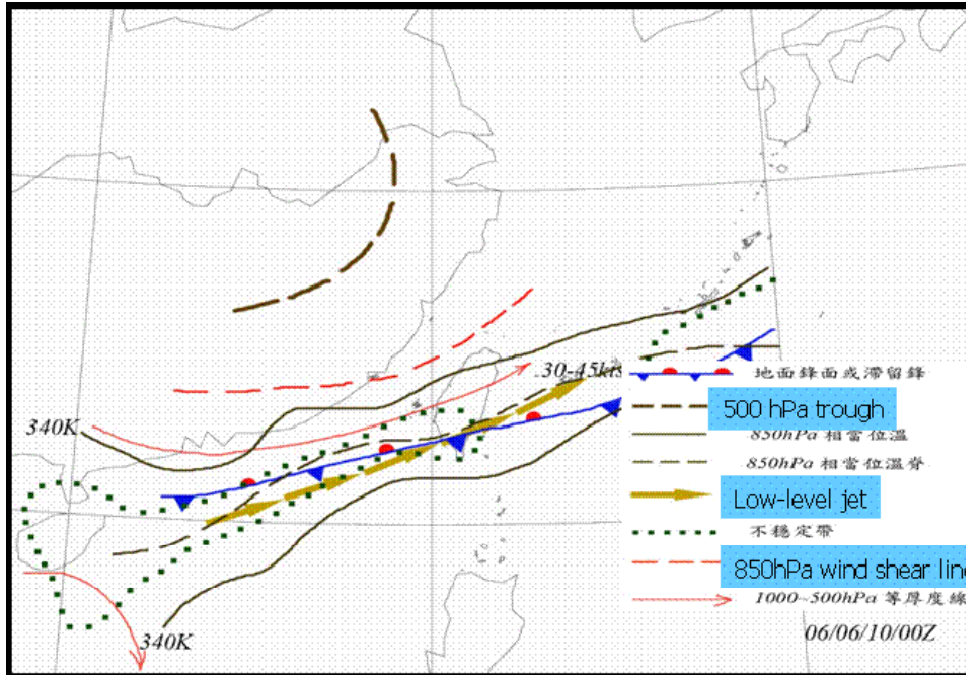 30-45kts
地面鋒面或滯留鋒
500 hPa trough
850hPa 相當位溫
340K
850hPa 相當位溫脊
Low-level jet
不穩定帶
850hPa wind shear line
1000~500hPa 等厚度線
340K
06/06/10/00Z